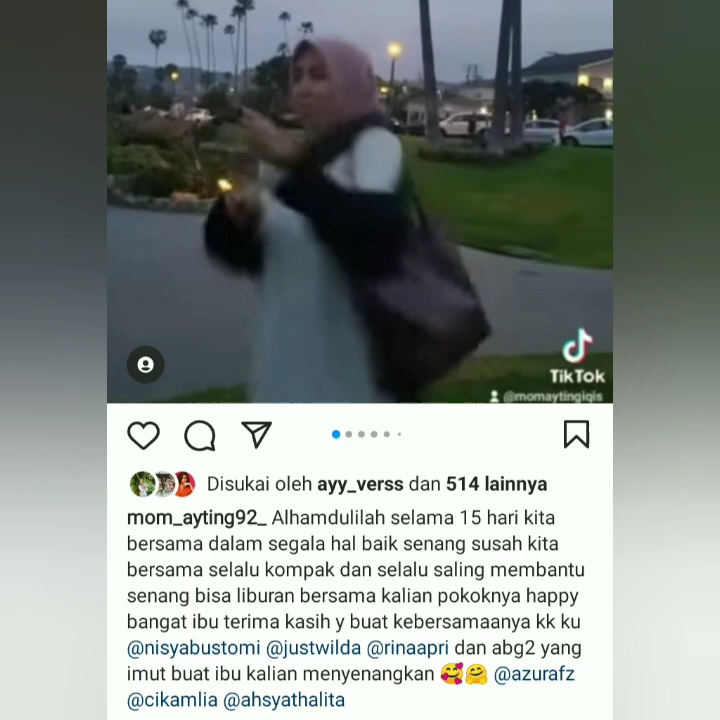 TikTok
@momaytingiqis
Disukai oleh ayy_verss dan 514 lainnya
mom_ayting92_ Alhamdulilah selama 15 hari kita
bersama dalam segala hal baik senang susah kita
bersama selalu kompak dan selalu saling membantu
senang bisa liburan bersama kalian pokoknya happy
bangat ibu terima kasih y buat kebersamaanya kk ku
@nisyabustomi @justwilda @rinaapri dan abg2 yang
imut buat ibu kalian menyenangkan 🥰🤗 @azurafz
@cikamlia @ahsyathalita